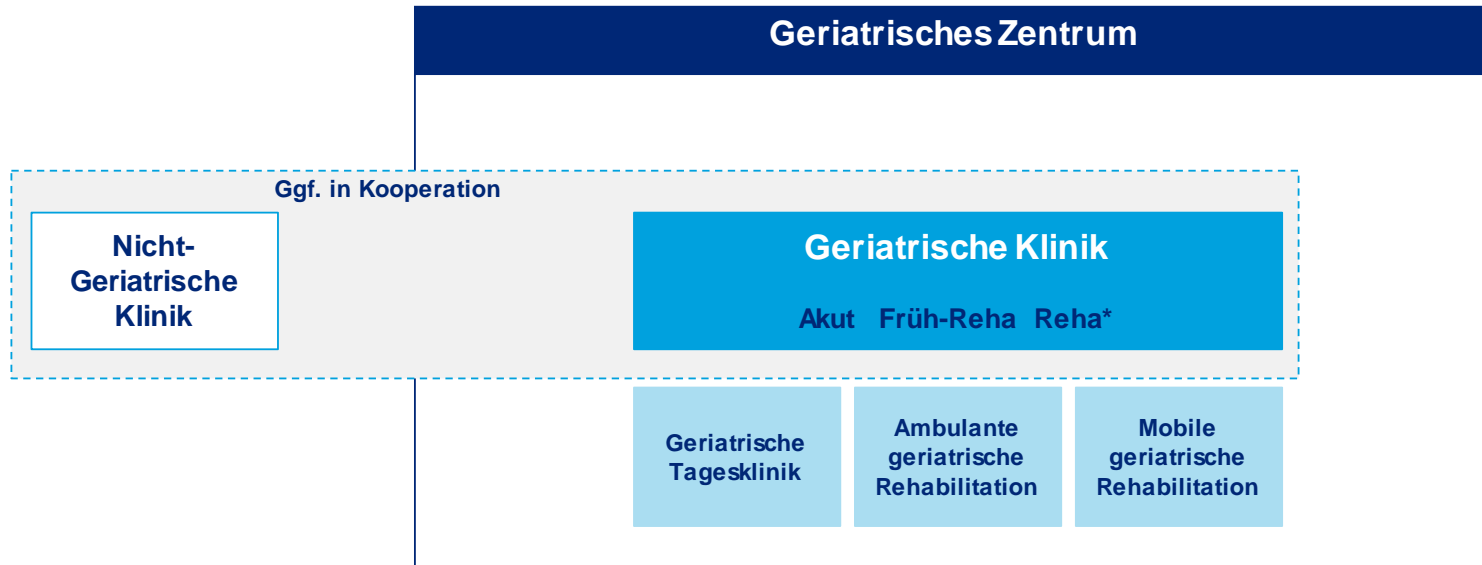 Geriatrisches Zentrum
Ggf. in Kooperation
Nicht-
Geriatrische
Klinik
Geriatrische Klinik
Akut Früh-Reha Reha*
Geriatrische
Tagesklinik
Ambulante
geriatrische
Rehabilitation
Mobile
geriatrische
Rehabilitation